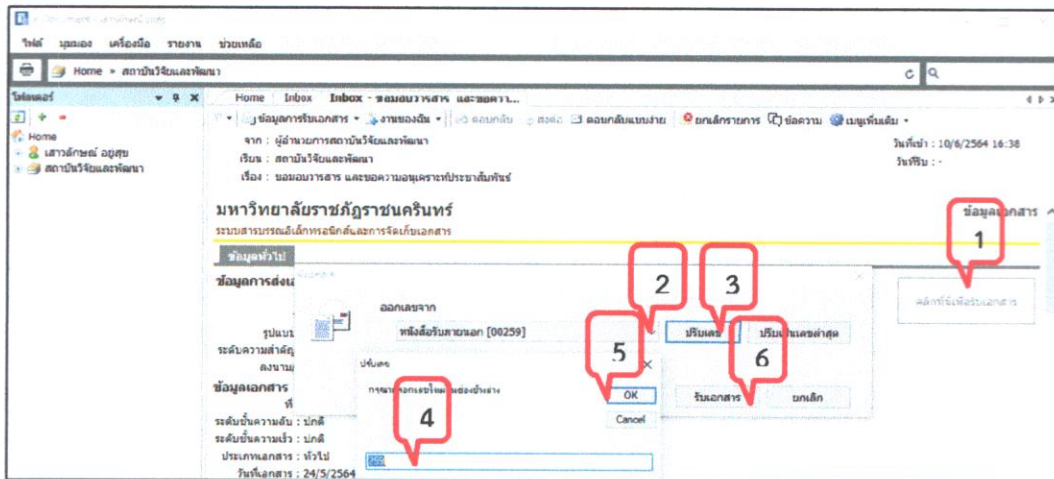 e-Document - เสาวลักษณ์ อยู่สุข
ไฟล์ มุมมอง เครื่องมือ รายงาน ช่วยเหลือ
Home » สถาบันวิจัยและพัฒนา
โฟลเดอร์
Home Inbox Inbox - ขอมอบวารสาร และขอความ...
ข้อมูลการรับเอกสาร งานของฉัน ตอบกลับ ส่งต่อ ตอบกลับแบบง่าย ยกเลิกรายการ ข้อความ เมนูเพิ่มเติม
Home
เสาวลักษณ์ อยู่สุข
สถาบันวิจัยและพัฒนา
จาก : ผู้อำนวยการสถาบันวิจัยและพัฒนา
เรียน : สถาบันวิจัยและพัฒนา
เรื่อง : ขอมอบวารสาร และขอความอนุเคราะห์ประชาสัมพันธ์
วันที่เข้า : 10/6/2564 16:38
วันที่รับ : -
มหาวิทยาลัยราชภัฏราชนครินทร์
ระบบสารบรรณอิเล็กทรอนิกส์และการจัดเก็บเอกสาร
ข้อมูลเอกสาร
1
ข้อมูลทั่วไป
ข้อมูลการส่งเอ
คลิกที่นี่เพื่อรับเอกสาร
2
3
ออกเลขจาก
หนังสือรับภายนอก [00259]
ปรับเลข
ปรับเป็นเลขล่าสุด
รูปแบบ
ระดับความสำคัญ
ลงนาม
5
6
ปรับเลข
OK
Cancel
รับเอกสาร
ยกเลิก
4
259
ข้อมูลเอกสาร
ที่
ระดับชั้นความลับ : ปกติ
ระดับชั้นความเร็ว : ปกติ
ประเภทเอกสาร : ทั่วไป
วันที่เอกสาร : 24/5/2564